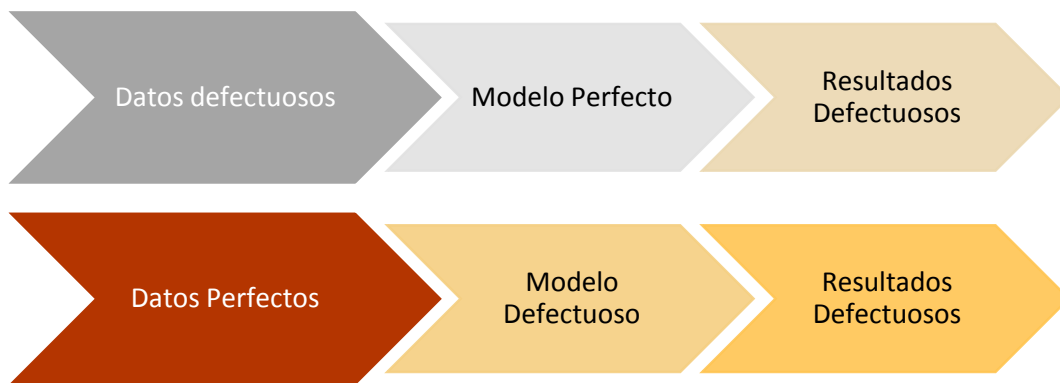 Datos defectuosos
Modelo Perfecto
Resultados
Defectuosos
Datos Perfectos
Modelo
Defectuoso
Resultados
Defectuosos